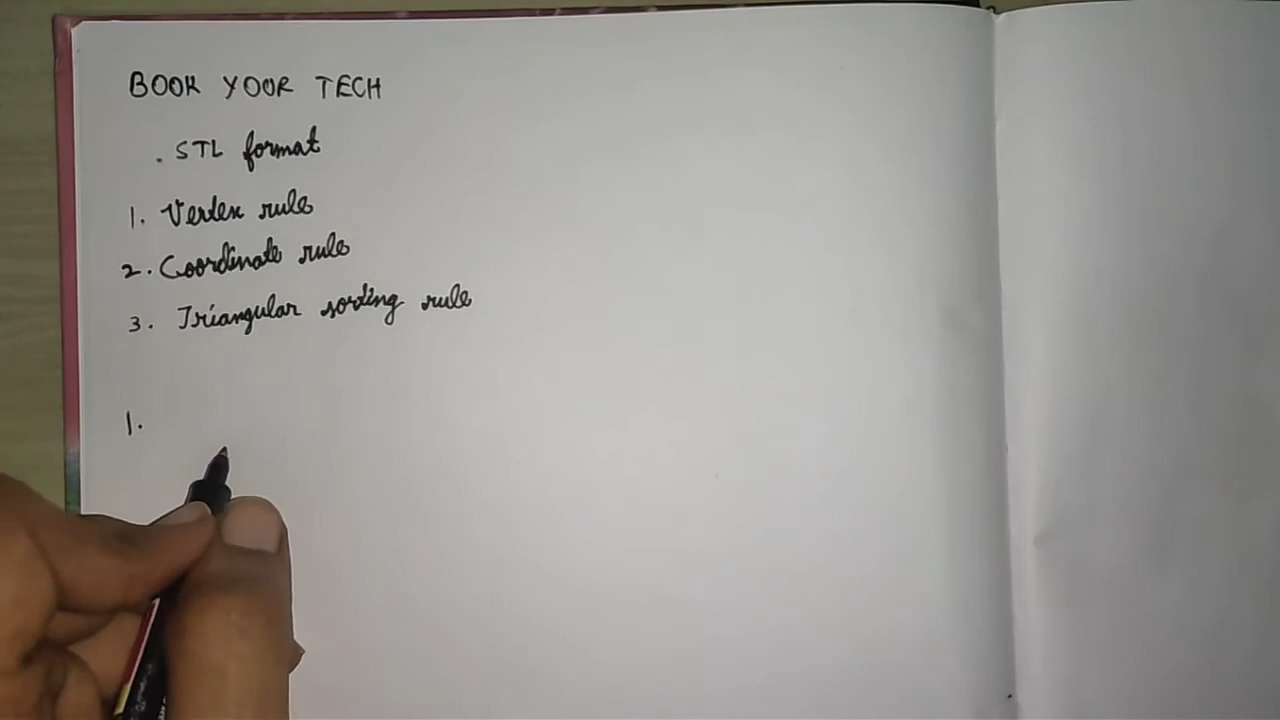 BOOK YOUR TECH
. STL format
1. Vertex rule
2. Coordinate rule
3. Triangular sorting rule
1.